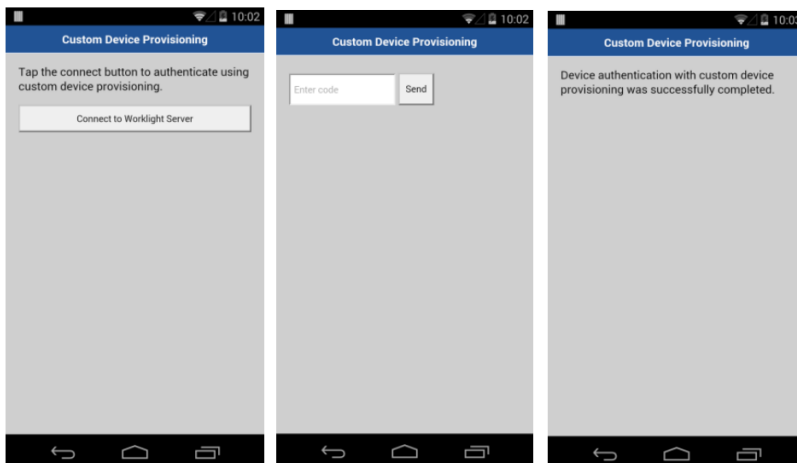 10:02
Custom Device Provisioning
Tap the connect button to authenticate using
custom device provisioning.
Connect to Worklight Server
10:02
Custom Device Provisioning
Enter code
Send
10:03
Custom Device Provisioning
Device authentication with custom device
provisioning was successfully completed.